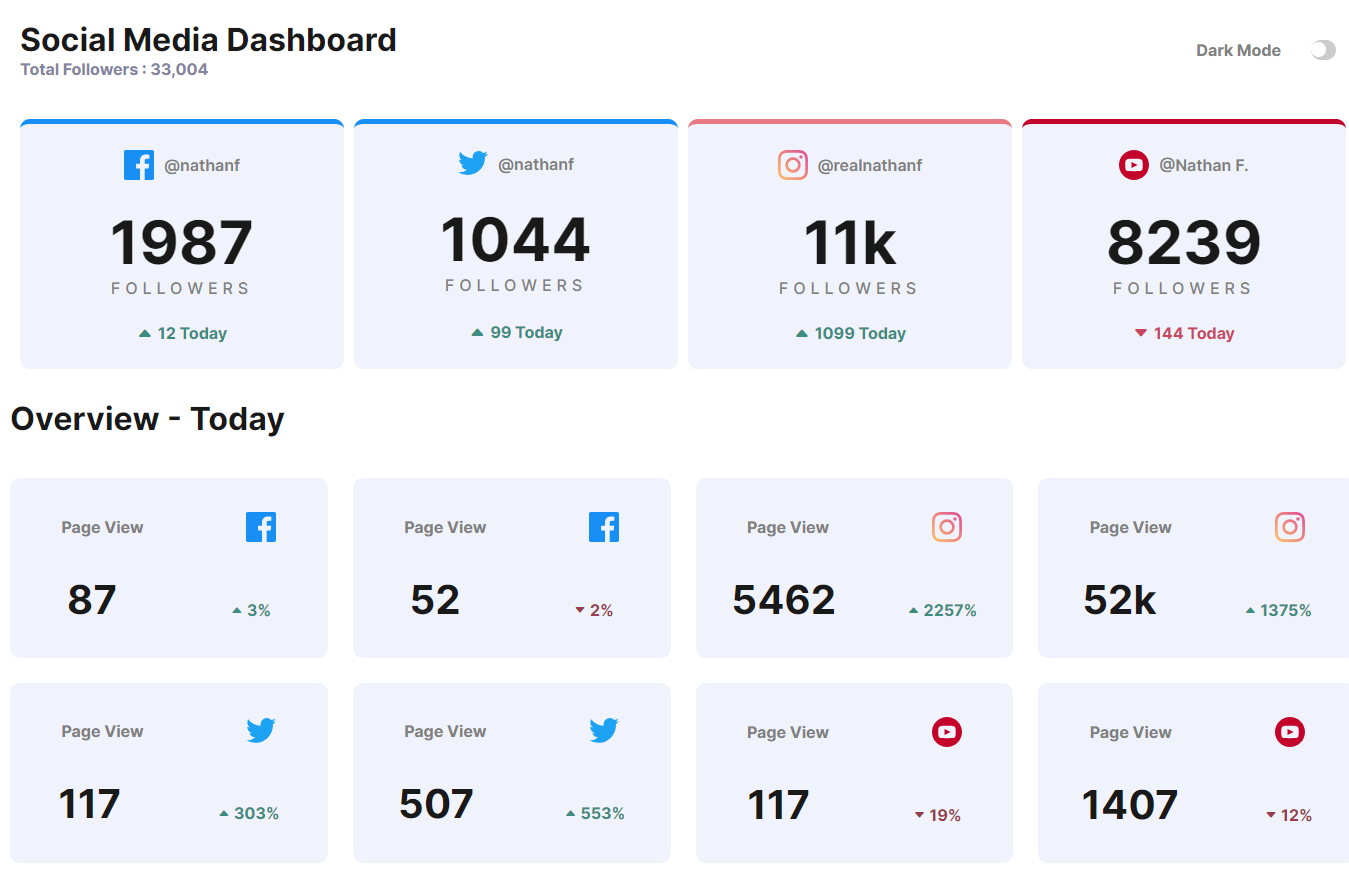 Social Media Dashboard
Total Followers : 33,004
Dark Mode
@nathanf
@nathanf
@realnathanf
@Nathan F.
1987
1044
11k
8239
FOLLOWERS
FOLLOWERS
FOLLOWERS
FOLLOWERS
12 Today
99 Today
1099 Today
144 Today
Overview - Today
Page View
Page View
Page View
Page View
87
3%
52
2%
5462
2257%
52k
1375%
Page View
Page View
Page View
Page View
117
303%
507
553%
117
19%
1407
12%